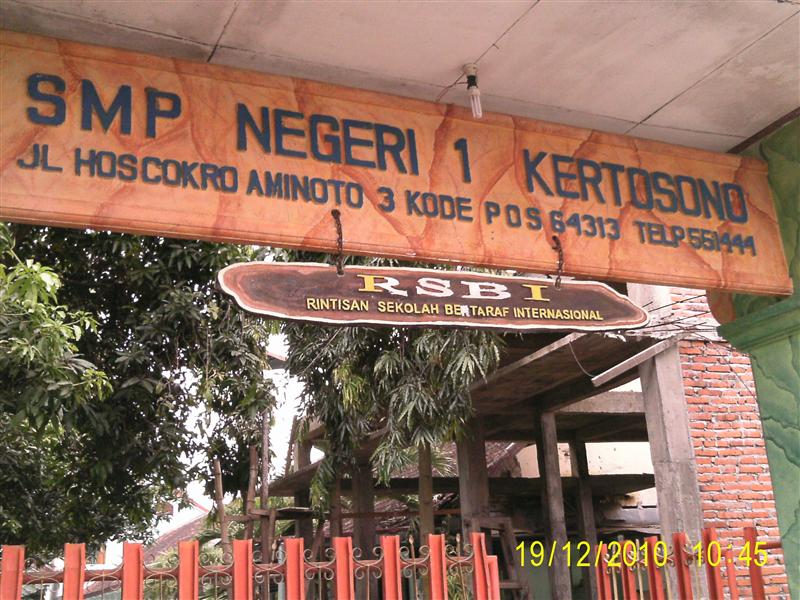 SMP NEGERI 1 KERTOSONO
JL HOSCOKRO AMINOTO 3 KODE POS 64313 TELP.551444
RSBI
RINTISAN SEKOLAH BERTARAF INTERNASIONAL
19/12/2010 10:45